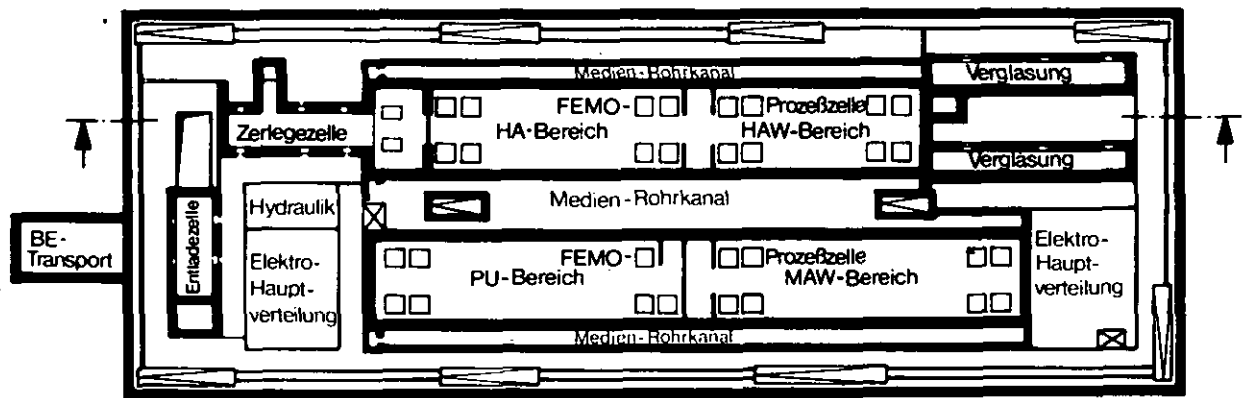 Medien-Rohrkanal
Verglasung
FEMO-
HA-Bereich
Prozeßzelle
HAW-Bereich
Zerlegezelle
Verglasung
Medien-Rohrkanal
Hydraulik
Entladezelle
BE-
Transport
Elektro-
Haupt-
verteilung
FEMO-
PU-Bereich
Prozeßzelle
MAW-Bereich
Elektro-
Haupt-
verteilung
Medien-Rohrkanal